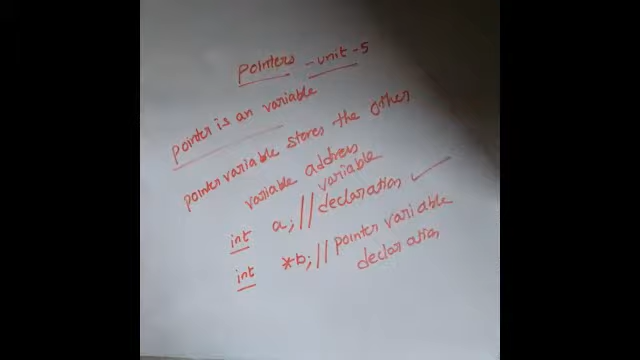 Pointers - unit - 5
pointer is an variable
pointer variable stores the other
variable address
int a; // variable declaration
int *b; // pointer variable
declaration